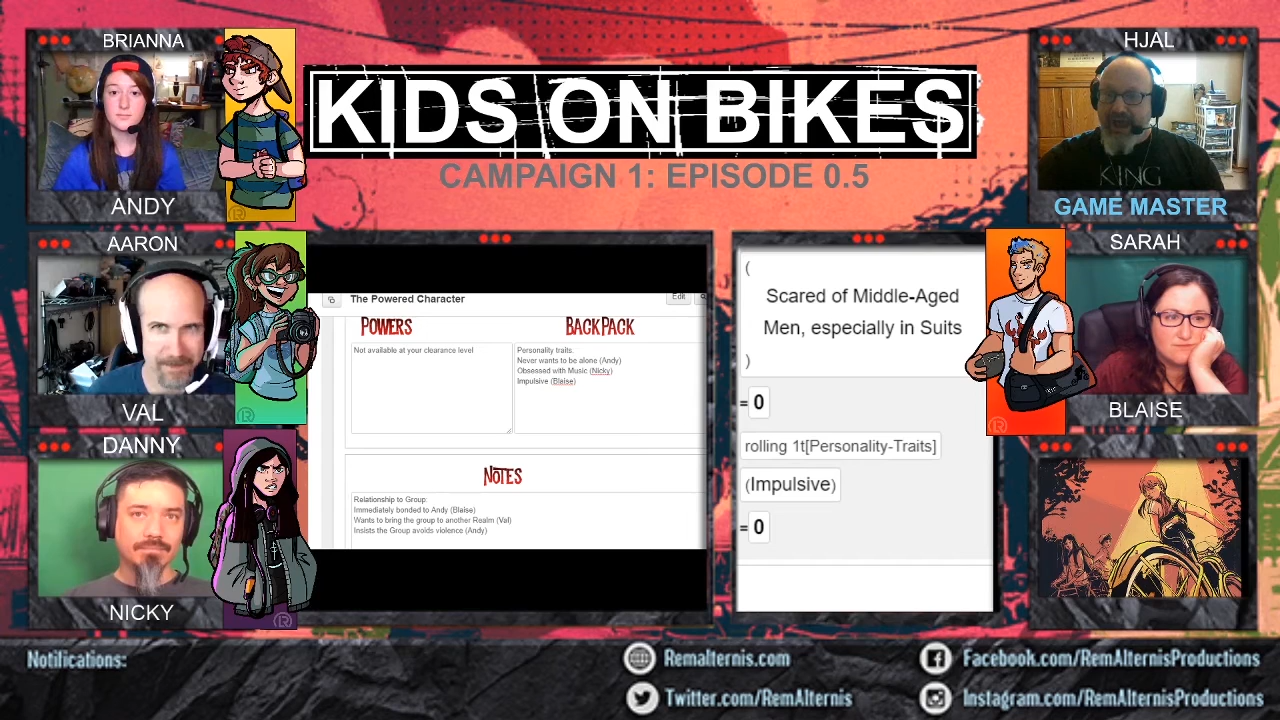 BRIANNA
ANDY
KIDS ON BIKES
CAMPAIGN 1: EPISODE 0.5
HJAL
KING
GAME MASTER
AARON
VAL
The Powered Character
Edit
POWERS
BACKPACK
Not available at your clearance level
Personality traits:
Never wants to be alone (Andy)
Obsessed with Music (Nicky)
Impulsive (Blaise)
NOTES
Relationship to Group:
Immediately bonded to Andy (Blaise)
Wants to bring the group to another Realm (Val)
Insists the Group avoids violence (Andy)
(
Scared of Middle-Aged
Men, especially in Suits
)
= 0
rolling 1t[Personality-Traits]
(Impulsive)
= 0
SARAH
BLAISE
DANNY
NICKY
Notifications:
Remalternis.com
Twitter.com/RemAlternis
Facebook.com/RemAlternisProductions
Instagram.com/RemAlternisProductions